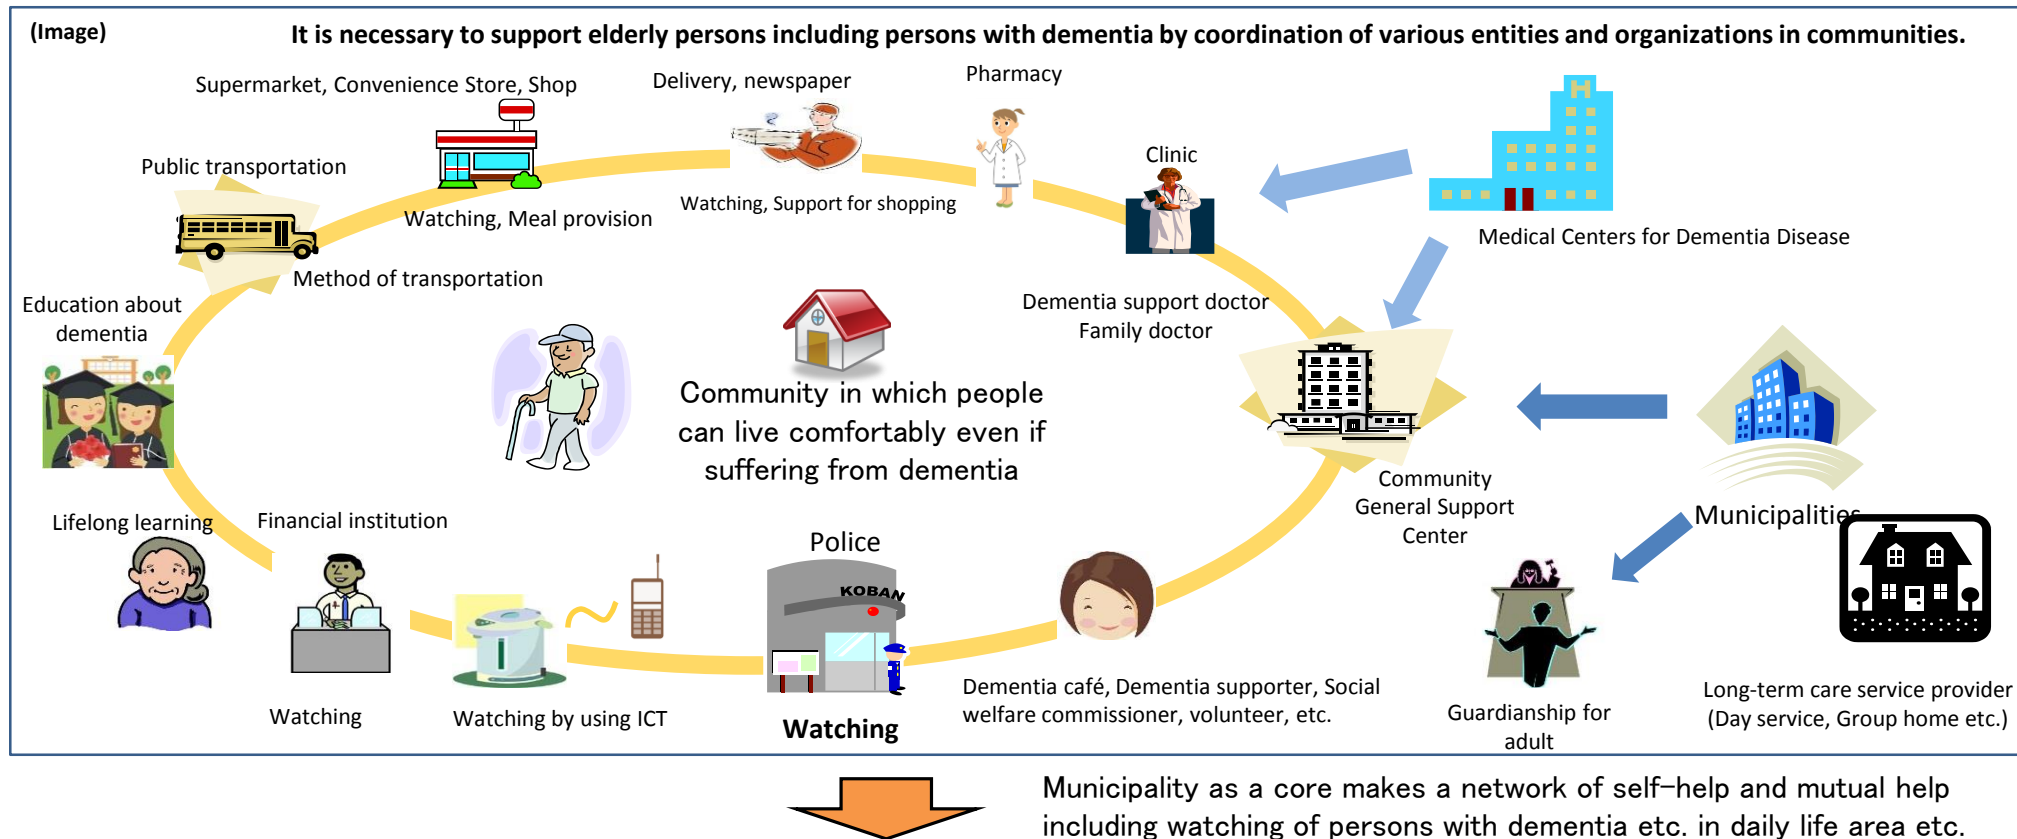 (Image)
It is necessary to support elderly persons including persons with dementia by coordination of various entities and organizations in communities.
Supermarket, Convenience Store, Shop
Delivery, newspaper
Pharmacy
Public transportation
Clinic
Watching, Meal provision
Watching, Support for shopping
Medical Centers for Dementia Disease
Method of transportation
Education about
dementia
Dementia support doctor
Family doctor
Community in which people
can live comfortably even if
suffering from dementia
Community
General Support
Center
Municipalities
Lifelong learning
Financial institution
Police
KOBAN
Watching
Watching by using ICT
Watching
Dementia café, Dementia supporter, Social
welfare commissioner, volunteer, etc.
Guardianship for
adult
Long-term care service provider
(Day service, Group home etc.)
Municipality as a core makes a network of self-help and mutual help
including watching of persons with dementia etc. in daily life area etc.
H